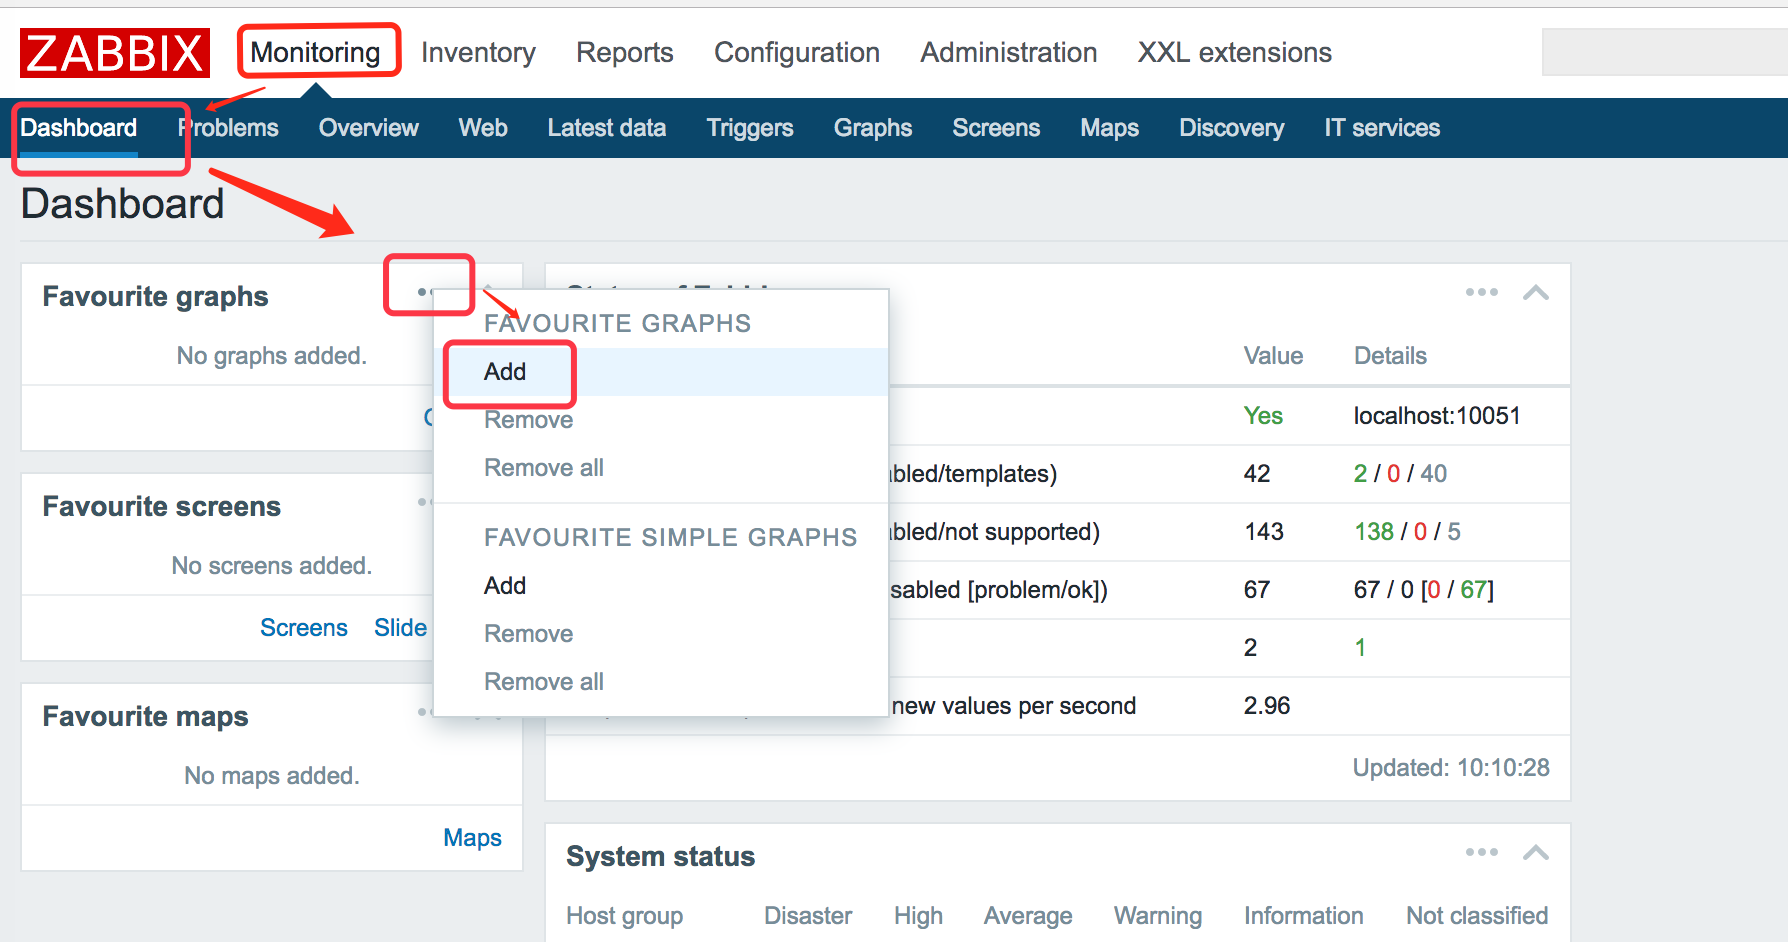 ZABBIX Monitoring Inventory Reports Configuration Administration XXL extensions
Dashboard Problems Overview Web Latest data Triggers Graphs Screens Maps Discovery IT services
Dashboard
Favourite graphs
No graphs added.
FAVOURITE GRAPHS
Add
Remove
Remove all
FAVOURITE SIMPLE GRAPHS
Add
Remove
Remove all
Favourite screens
No screens added.
Screens Slide
Favourite maps
No maps added.
Maps
Value Details
Yes localhost:10051
abled/templates) 42 2 / 0 / 40
abled/not supported) 143 138 / 0 / 5
sabled [problem/ok]) 67 67 / 0 [0 / 67]
2 1
new values per second 2.96
Updated: 10:10:28
System status
Host group Disaster High Average Warning Information Not classified